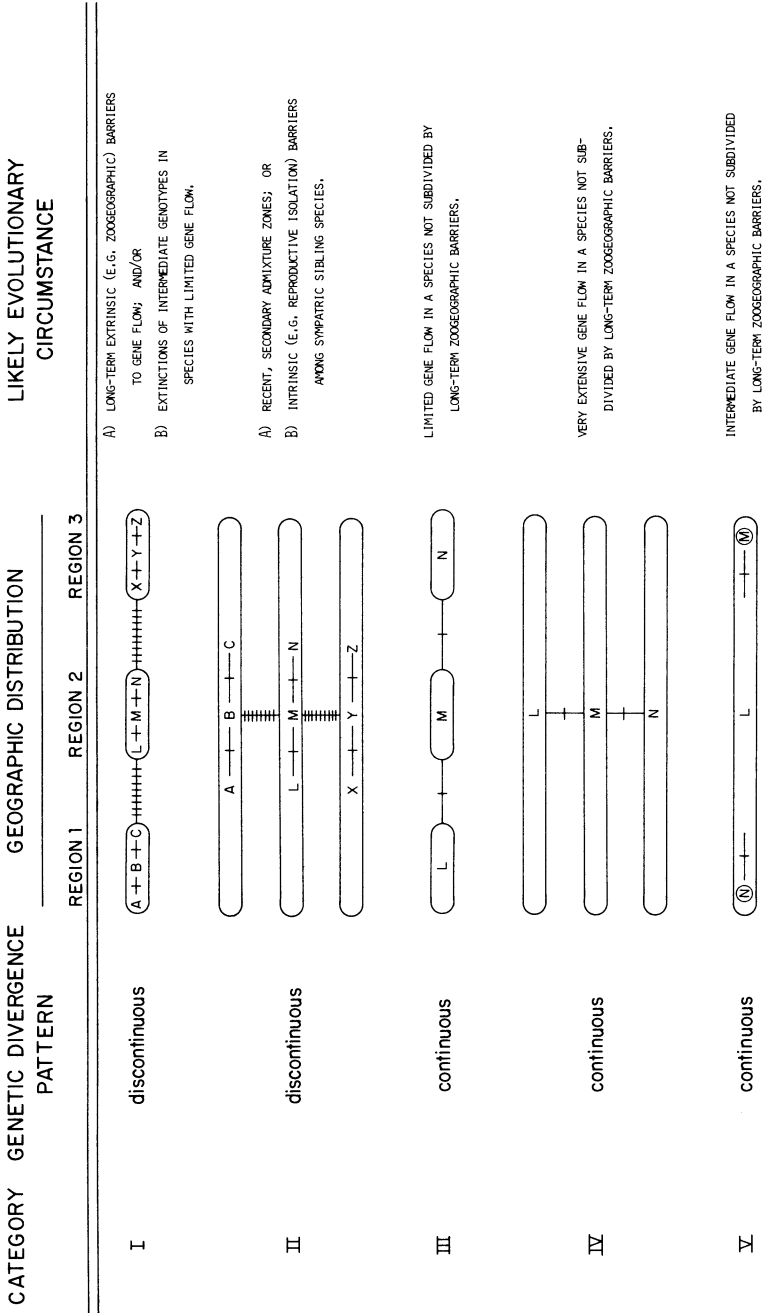 CATEGORY GENETIC DIVERGENCE PATTERN GEOGRAPHIC DISTRIBUTION LIKELY EVOLUTIONARY CIRCUMSTANCE
REGION 1 REGION 2 REGION 3
I discontinuous
A B C L M N X Y Z
A) LONG-TERM EXTRINSIC (E.G. ZOOGEOGRAPHIC) BARRIERS
TO GENE FLOW; AND/OR
B) EXTINCTIONS OF INTERMEDIATE GENOTYPES IN
SPECIES WITH LIMITED GENE FLOW.
II discontinuous
A B C
L M N
X Y Z
A) RECENT, SECONDARY ADMIXTURE ZONES; OR
B) INTRINSIC (E.G. REPRODUCTIVE ISOLATION) BARRIERS
AMONG SYMPATRIC SIBLING SPECIES.
III continuous
L M N
LIMITED GENE FLOW IN A SPECIES NOT SUBDIVIDED BY
LONG-TERM ZOOGEOGRAPHIC BARRIERS.
IV continuous
L
M
N
VERY EXTENSIVE GENE FLOW IN A SPECIES NOT SUB-
DIVIDED BY LONG-TERM ZOOGEOGRAPHIC BARRIERS.
V continuous
N L M
INTERMEDIATE GENE FLOW IN A SPECIES NOT SUBDIVIDED
BY LONG-TERM ZOOGEOGRAPHIC BARRIERS.